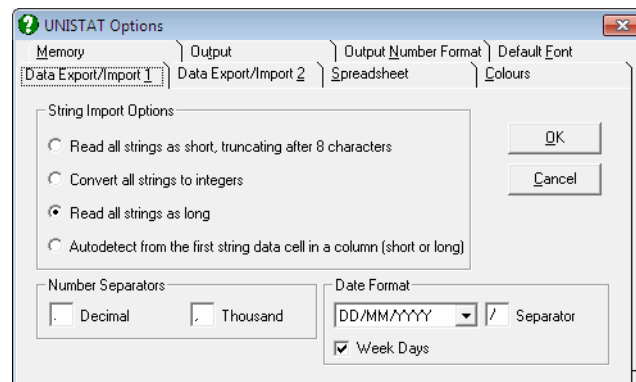 UNISTAT Options
Memory Output Output Number Format Default Font
Data Export/Import 1 Data Export/Import 2 Spreadsheet Colours
String Import Options
Read all strings as short, truncating after 8 characters
Convert all strings to integers
Read all strings as long
Autodetect from the first string data cell in a column (short or long)
OK
Cancel
Number Separators
. Decimal , Thousand
Date Format
DD/MM/YYYY / Separator
Week Days